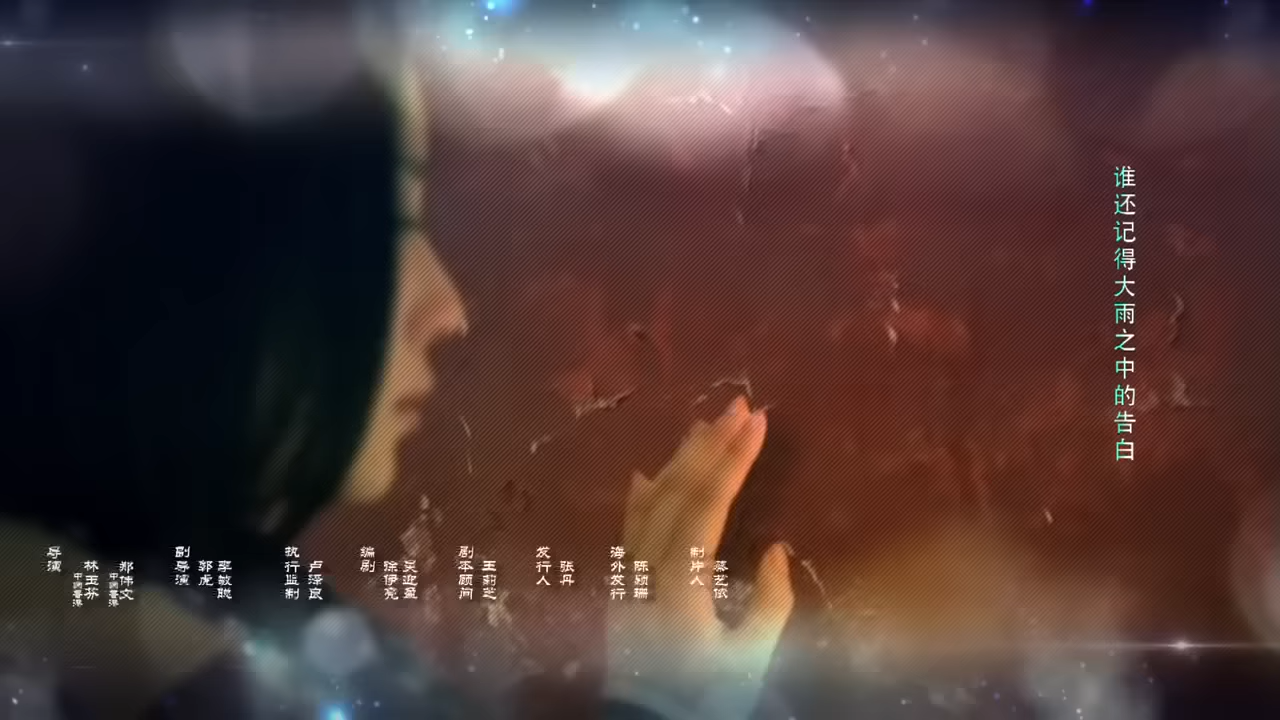 谁还记得大雨之中的告白
导演
林玉芬
中国香港
郑伟文
中国香港
副导演
郭虎
李敏聪
执行监制
卢泽良
编剧
徐伊亮
吴迎盈
剧本顾问
王莉芝
发行人
张丹
海外发行
陈颖瑞
制片人
蔡艺侬